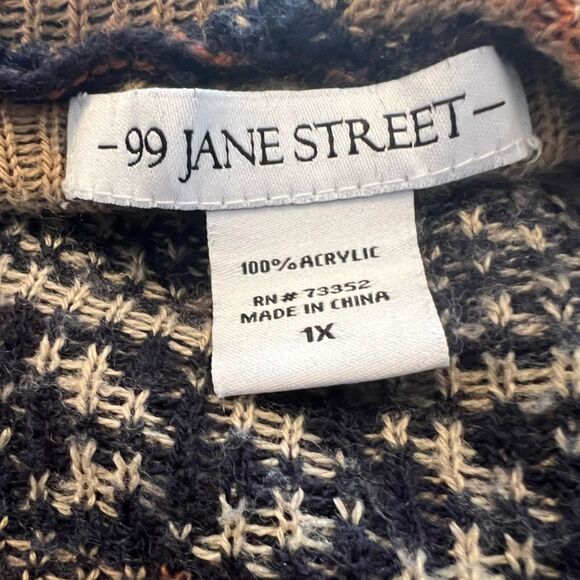 -99 JANE STREET-
100% ACRYLIC
RN# 73352
MADE IN CHINA
1X